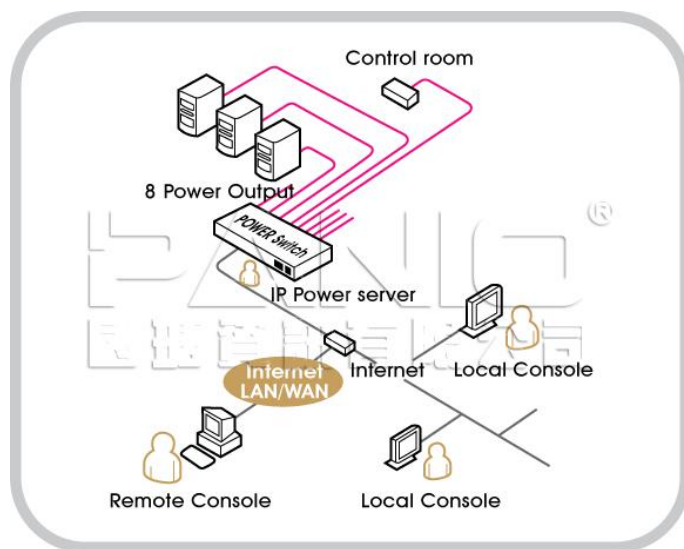 Control room
8 Power Output
POWER Switch
PANO®
IP Power server
Internet
Local Console
Internet
LAN/WAN
Remote Console
Local Console